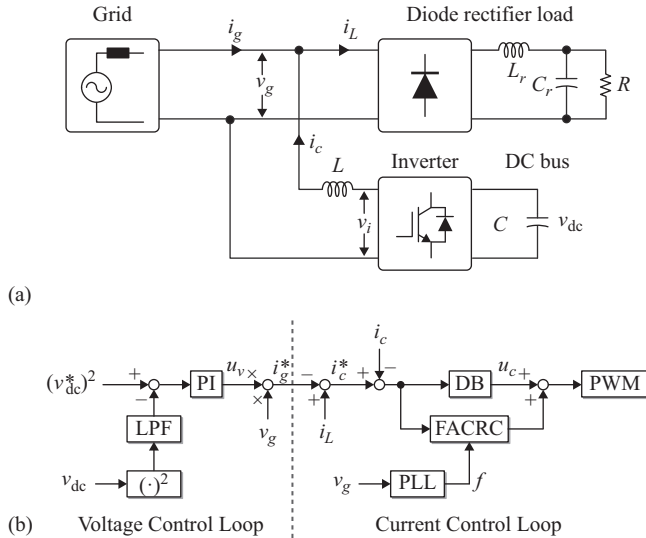 Grid
Diode rectifier load
i_g
i_L
v_g
L_r
C_r
R
i_c
L
Inverter
DC bus
v_i
C
v_dc
(a)
i_c
(v*_dc)^2
+
−
PI
u_v
×
×
i*_g
−
+
i*_c
+
−
DB
u_c
+
+
PWM
LPF
v_g
i_L
FACRC
v_dc
(·)^2
v_g
PLL
f
(b)
Voltage Control Loop
Current Control Loop